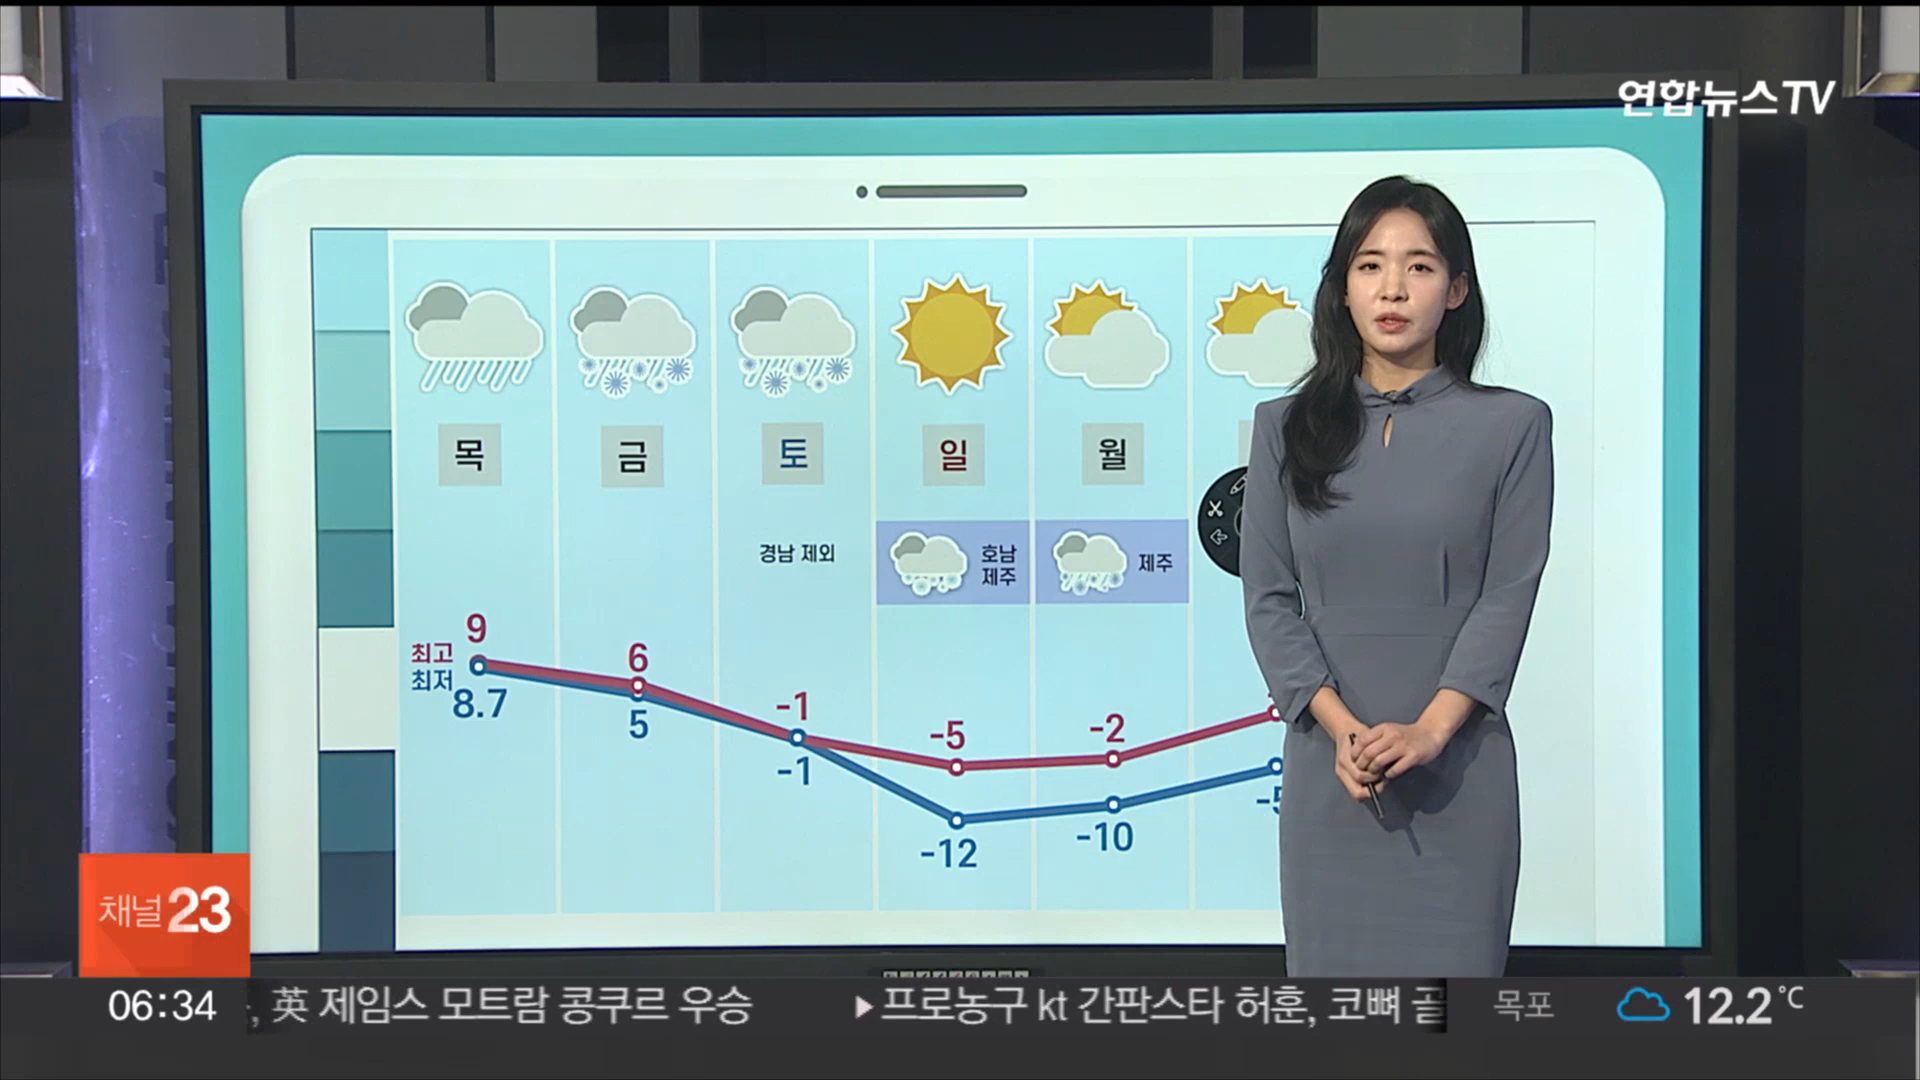 연합뉴스TV
목
금
토
일
월
경남 제외
호남
제주
제주
9
최고
최저
8.7
6
5
-1
-1
-5
-12
-2
-10
채널23
06:34
, 英 제임스 모트람 콩쿠르 우승
▶프로농구 kt 간판스타 허훈, 코뼈
목포
12.2℃